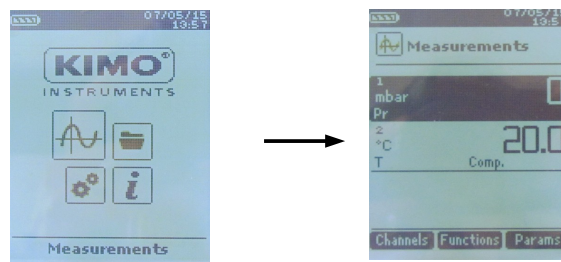 07/05/15
13:57
KIMO®
INSTRUMENTS
Measurements
Measurements
1
mbar
Pr
2
°C
20.0
T
Comp.
Channels Functions Params